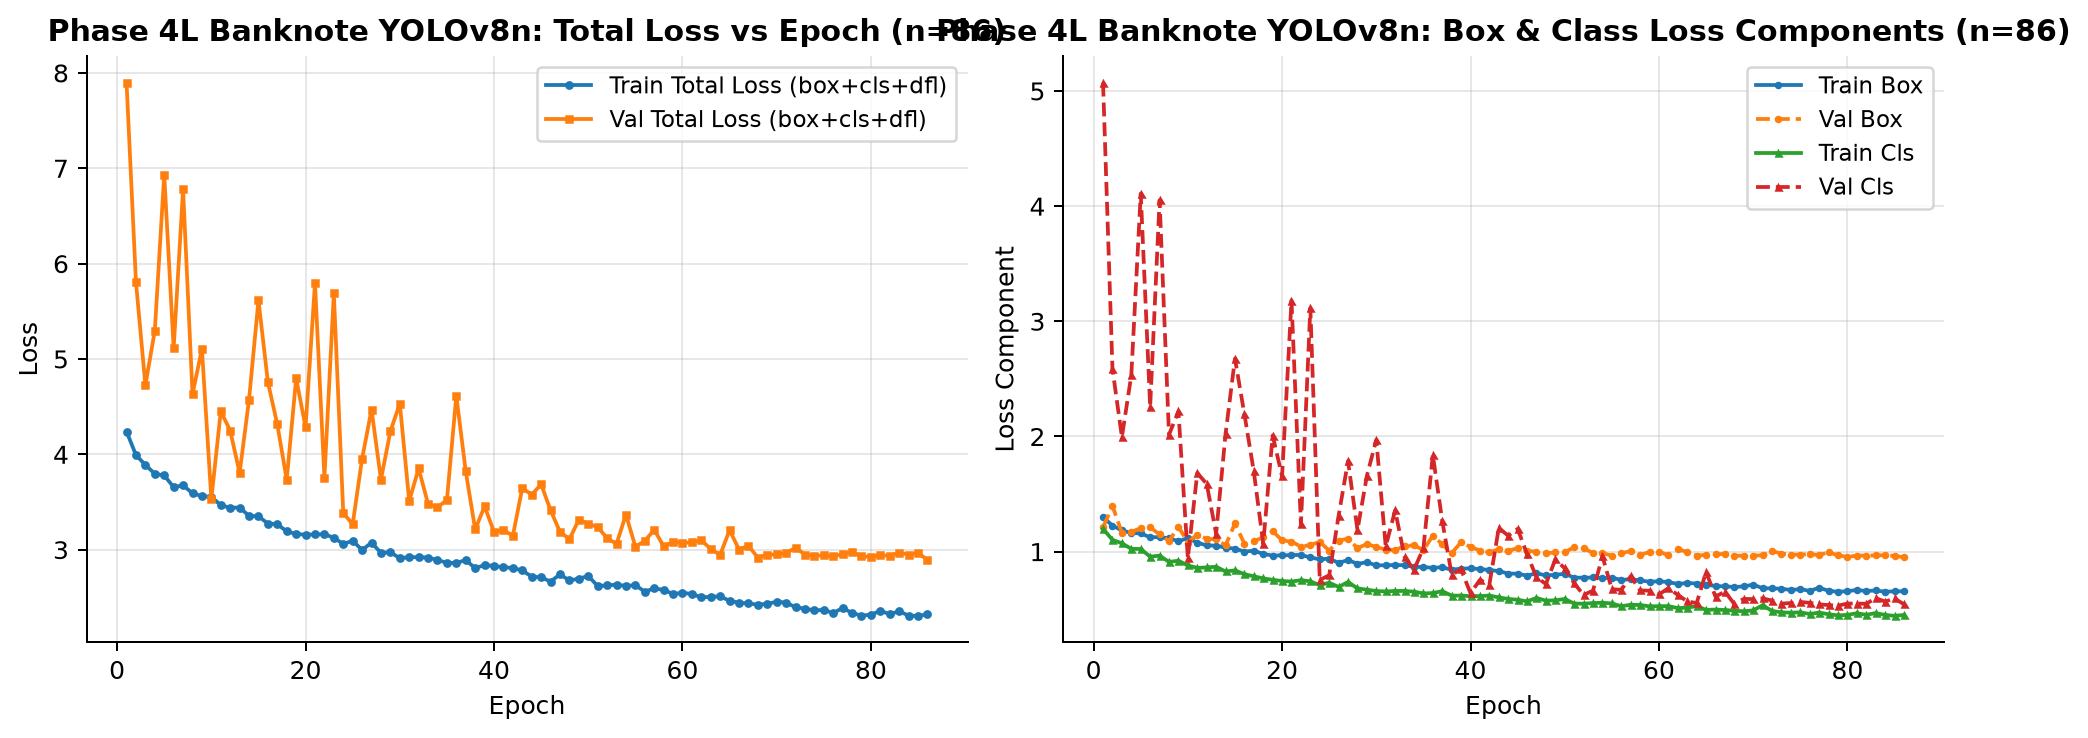 Phase 4L Banknote YOLOv8n: Total Loss vs Epoch (n=86)
8
7
6
5
4
3
Loss
0 20 40 60 80
Epoch
Train Total Loss (box+cls+dfl)
Val Total Loss (box+cls+dfl)
Phase 4L Banknote YOLOv8n: Box & Class Loss Components (n=86)
5
4
3
2
1
Loss Component
0 20 40 60 80
Epoch
Train Box
Val Box
Train Cls
Val Cls